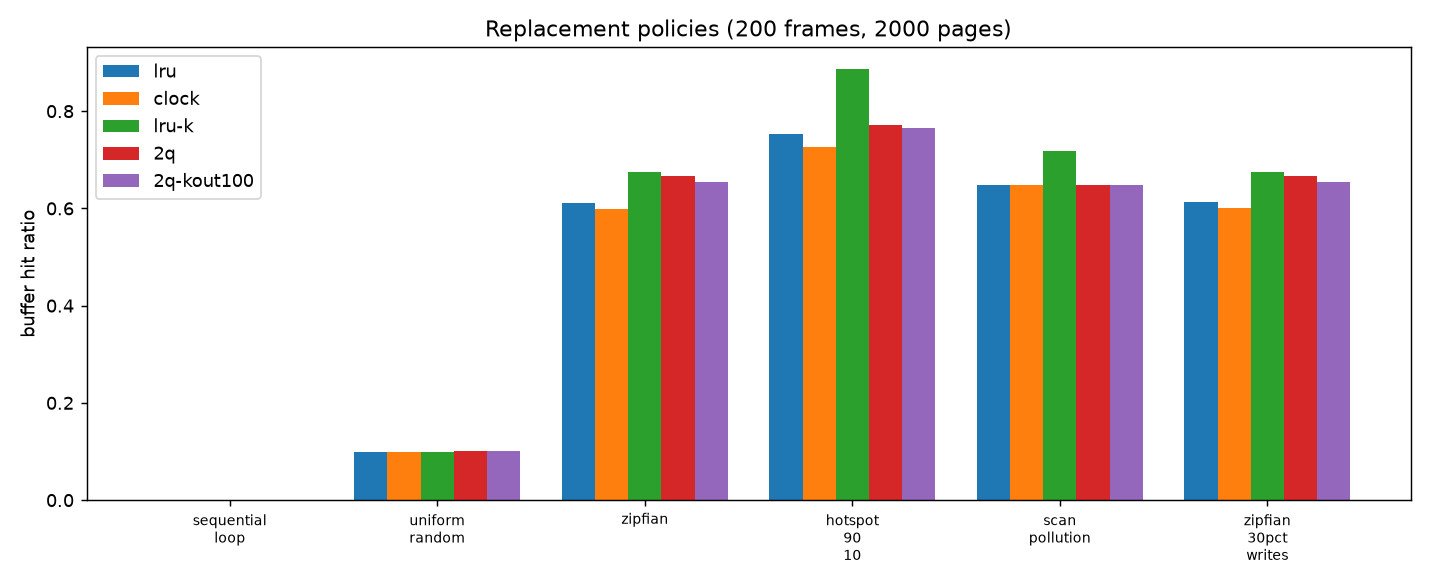 Replacement policies (200 frames, 2000 pages)
lru
clock
lru-k
2q
2q-kout100
buffer hit ratio
0.8
0.6
0.4
0.2
0.0
sequential
loop
uniform
random
zipfian
hotspot
90
10
scan
pollution
zipfian
30pct
writes